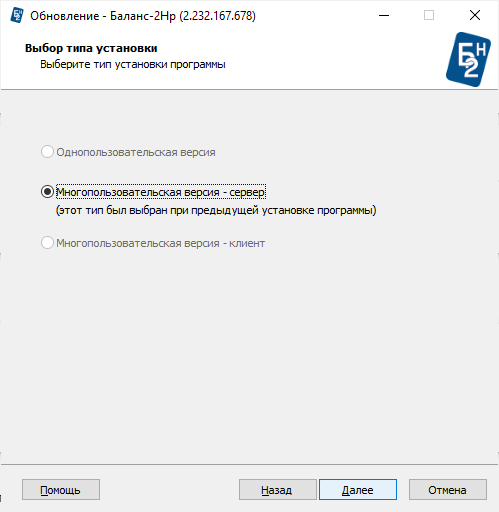 Обновление - Баланс-2Нр (2.232.167.678)
Выбор типа установки
Выберите тип установки программы
Б2Н
Однопользовательская версия
Многопользовательская версия - сервер
(этот тип был выбран при предыдущей установке программы)
Многопользовательская версия - клиент
Помощь
Назад
Далее
Отмена